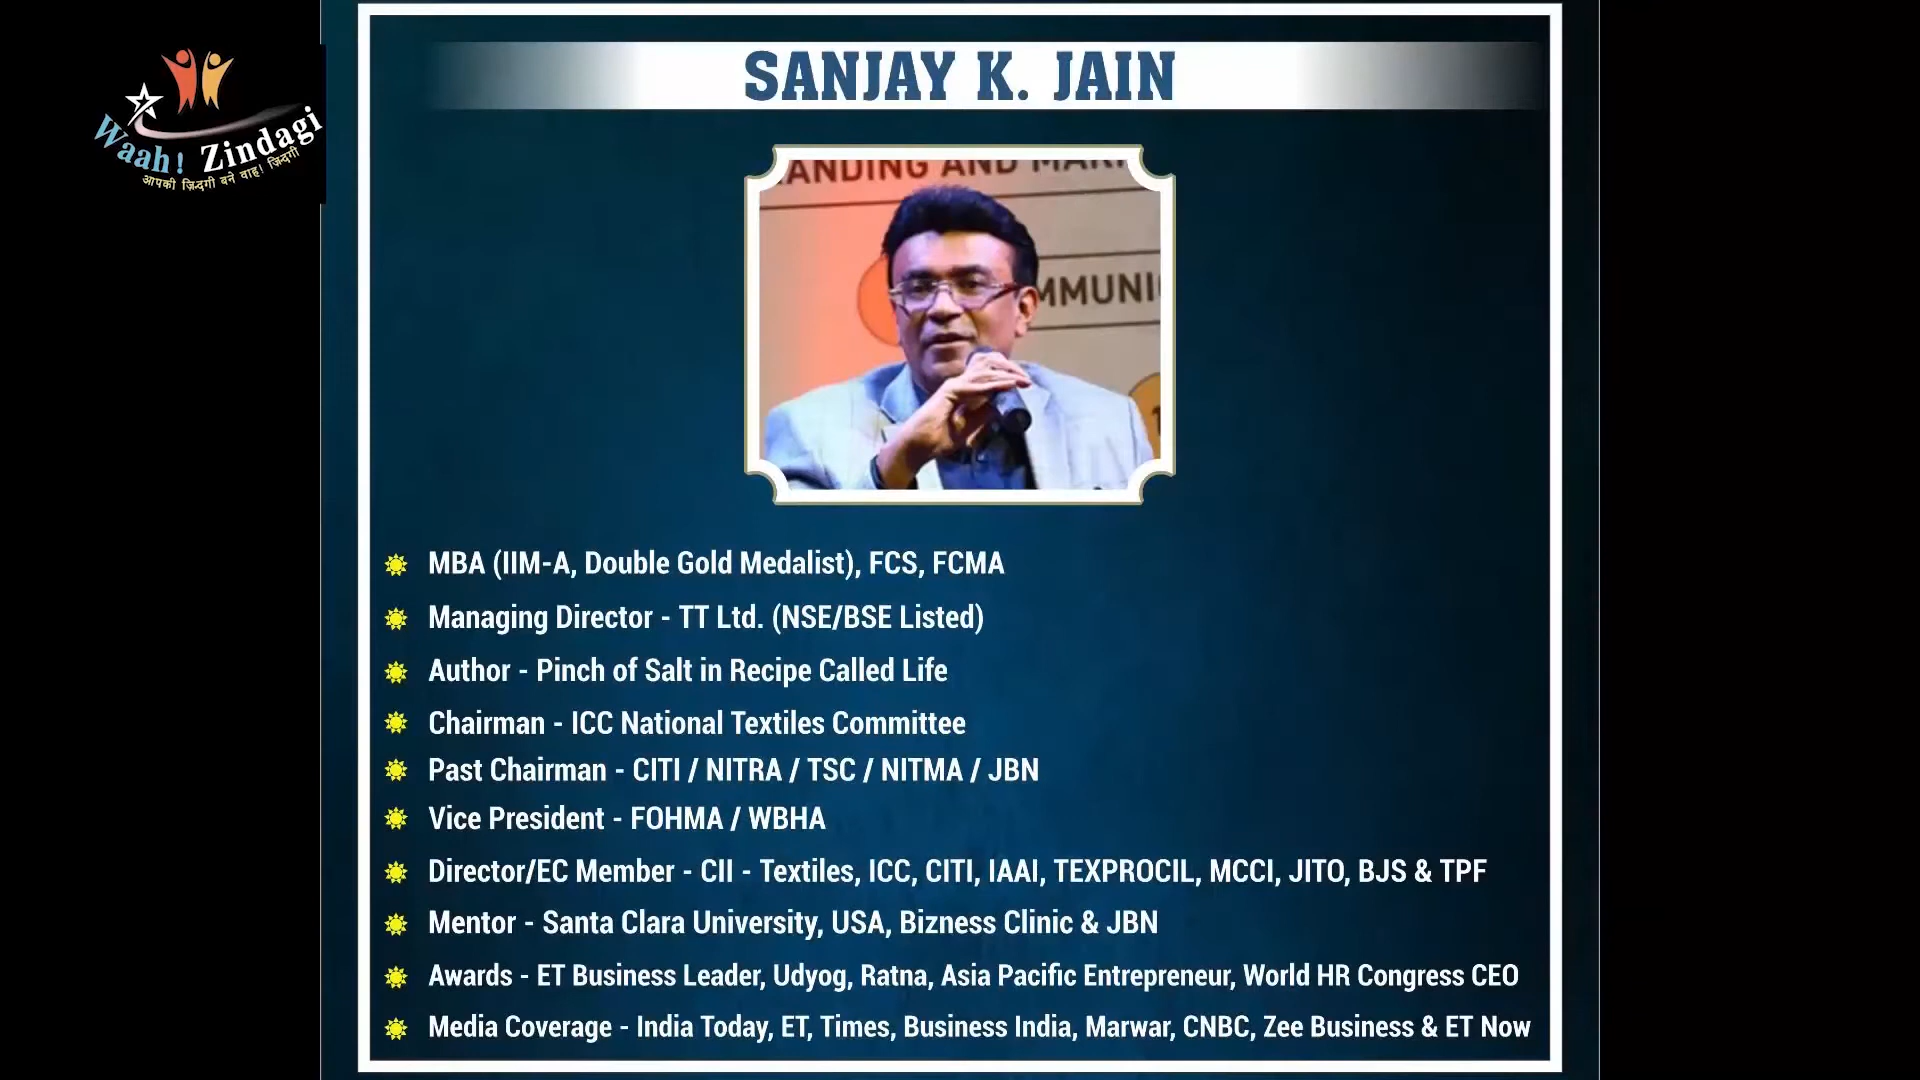 Waah! Zindagi
आपकी ज़िन्दगी बने वाह! ज़िन्दगी
SANJAY K. JAIN
MBA (IIM-A, Double Gold Medalist), FCS, FCMA
Managing Director - TT Ltd. (NSE/BSE Listed)
Author - Pinch of Salt in Recipe Called Life
Chairman - ICC National Textiles Committee
Past Chairman - CITI / NITRA / TSC / NITMA / JBN
Vice President - FOHMA / WBHA
Director/EC Member - CII - Textiles, ICC, CITI, IAAI, TEXPROCIL, MCCI, JITO, BJS & TPF
Mentor - Santa Clara University, USA, Bizness Clinic & JBN
Awards - ET Business Leader, Udyog, Ratna, Asia Pacific Entrepreneur, World HR Congress CEO
Media Coverage - India Today, ET, Times, Business India, Marwar, CNBC, Zee Business & ET Now